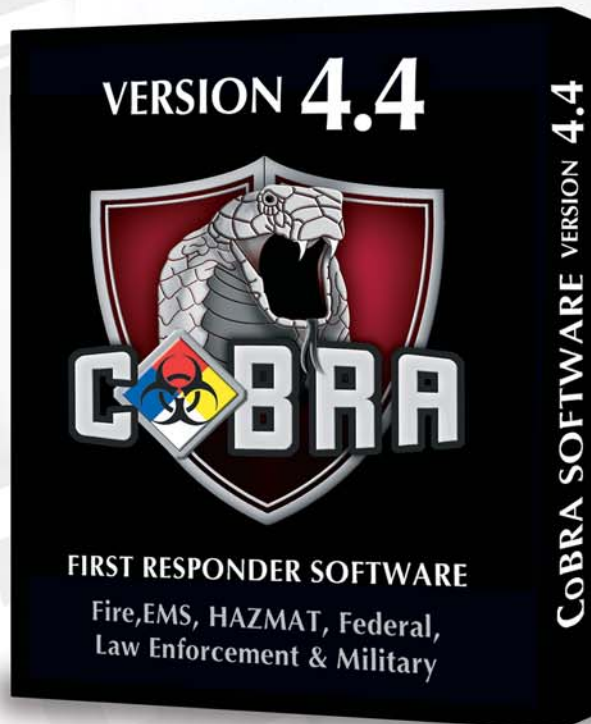 VERSION 4.4
COBRA
FIRST RESPONDER SOFTWARE
Fire,EMS, HAZMAT, Federal,
Law Enforcement & Military
CoBRA SOFTWARE VERSION 4.4